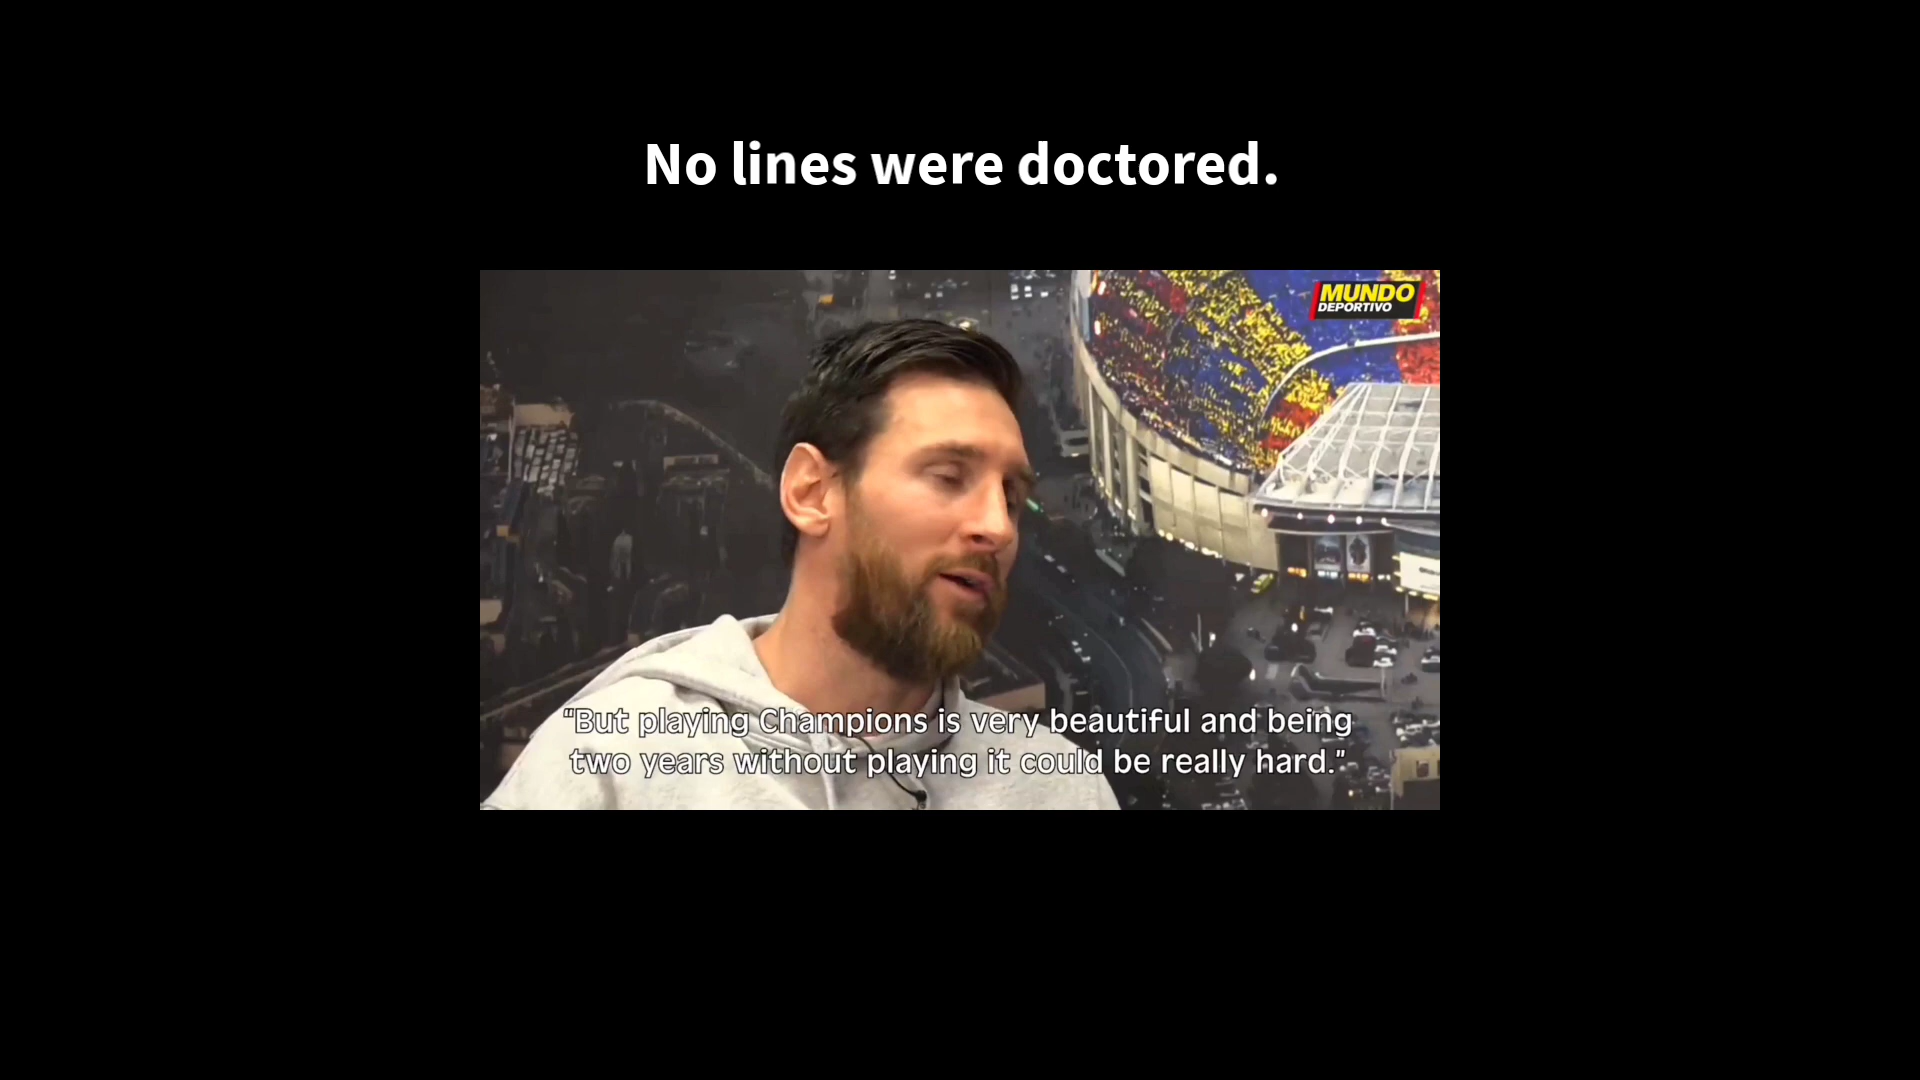 No lines were doctored.
MUNDO
DEPORTIVO
“But playing Champions is very beautiful and being
two years without playing it could be really hard.”